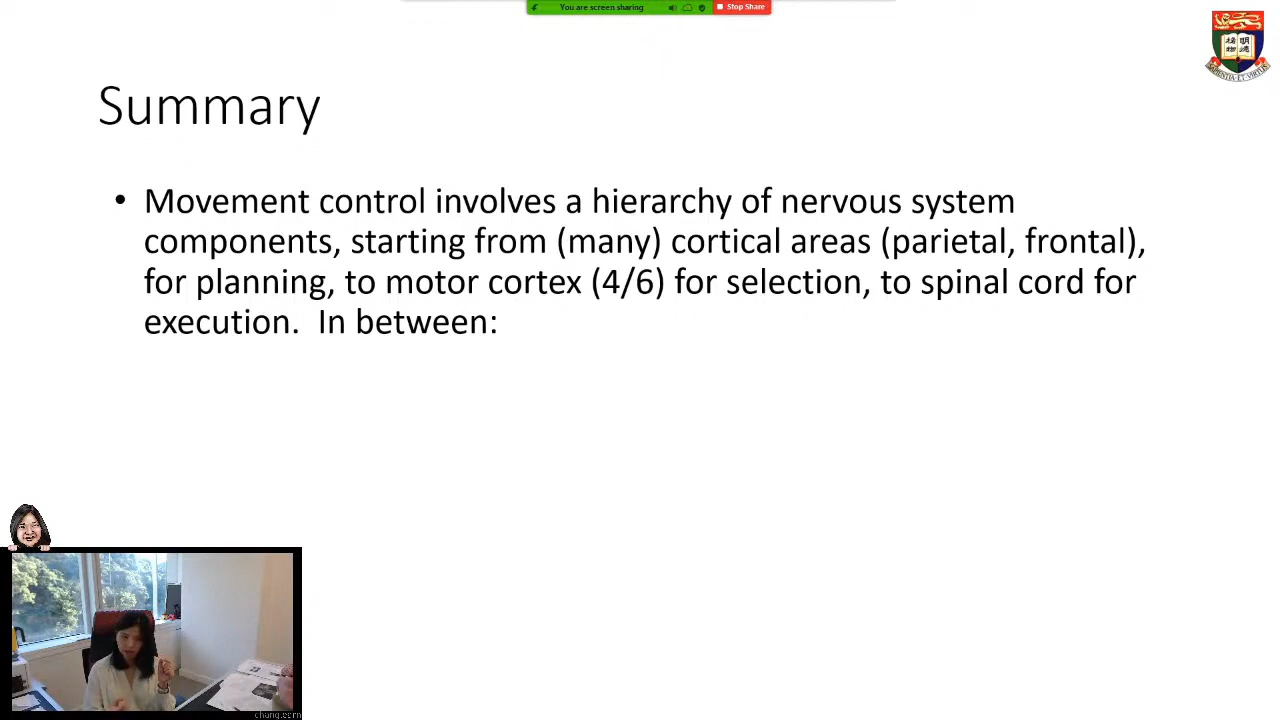 You are screen sharing
Stop Share
Summary
• Movement control involves a hierarchy of nervous system
components, starting from (many) cortical areas (parietal, frontal),
for planning, to motor cortex (4/6) for selection, to spinal cord for
execution.  In between: